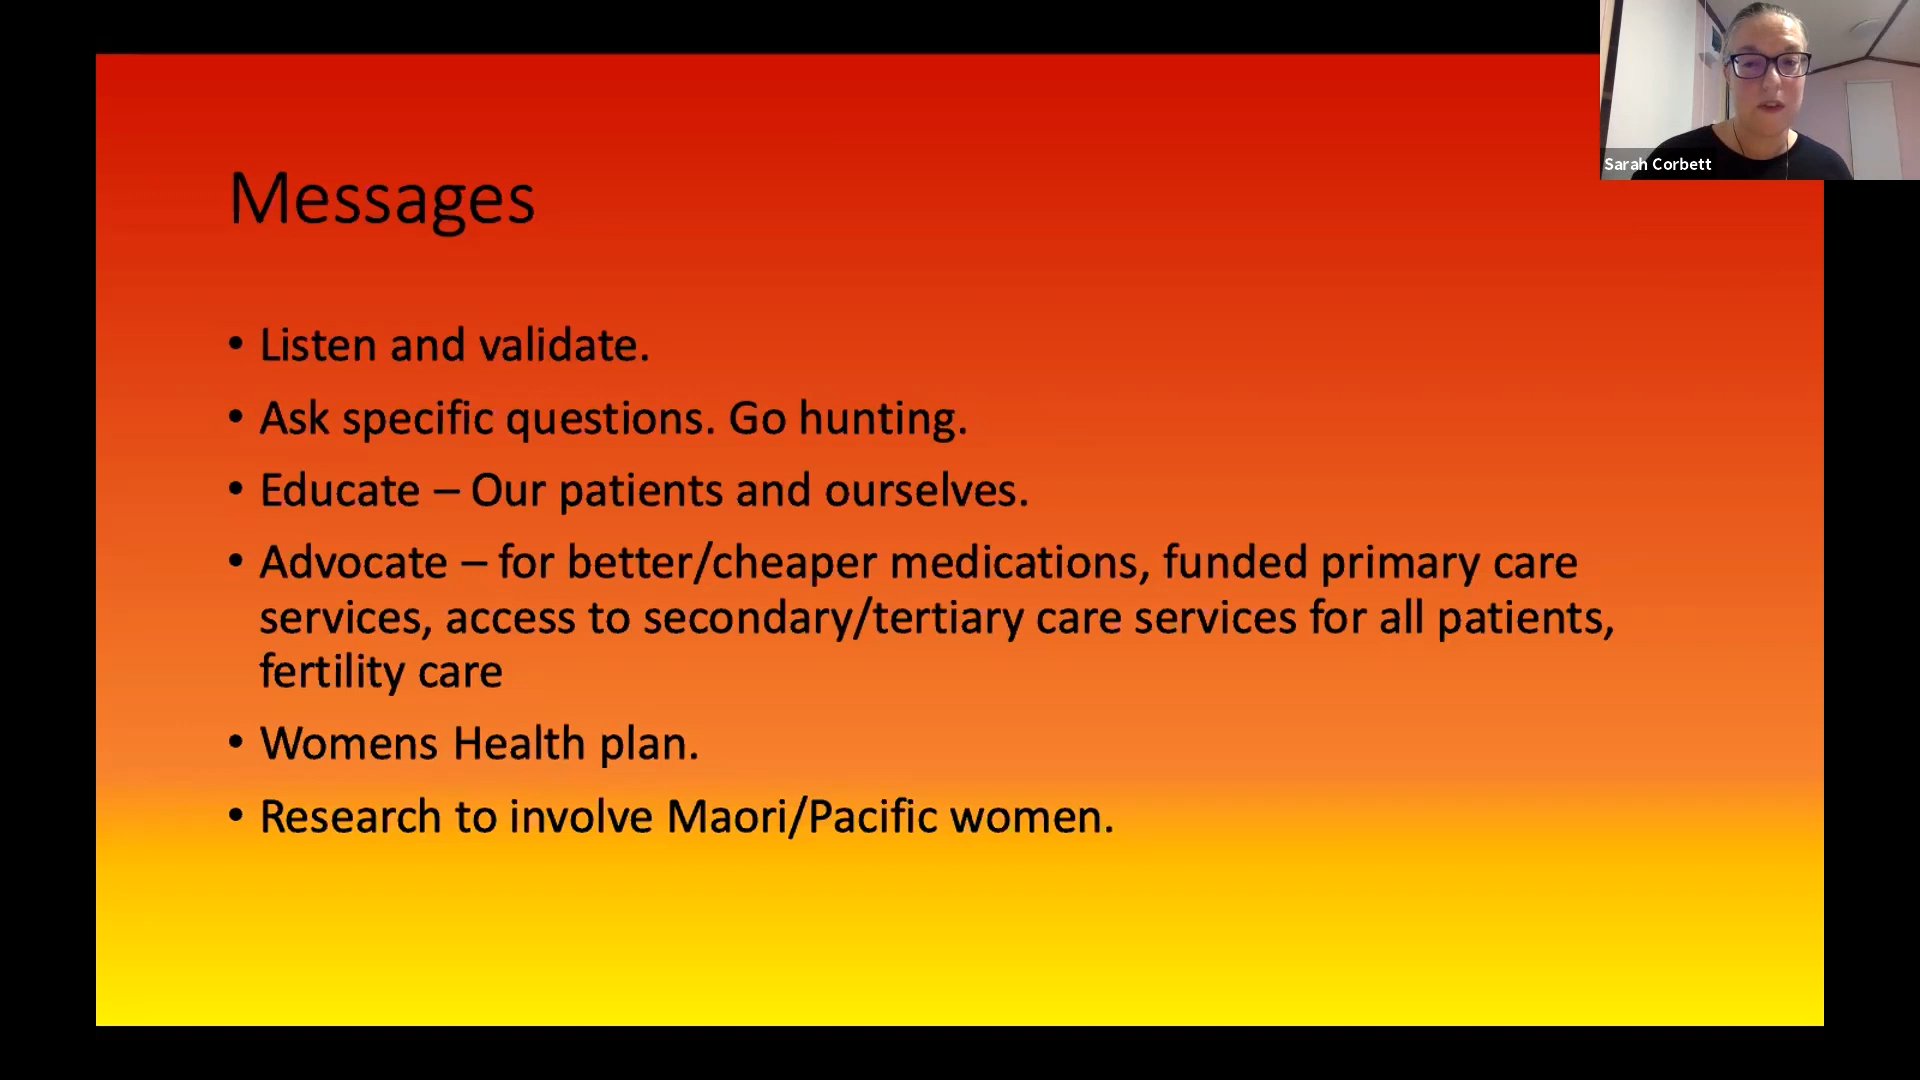 Sarah Corbett
Messages
• Listen and validate.
• Ask specific questions. Go hunting.
• Educate – Our patients and ourselves.
• Advocate – for better/cheaper medications, funded primary care
services, access to secondary/tertiary care services for all patients,
fertility care
• Womens Health plan.
• Research to involve Maori/Pacific women.